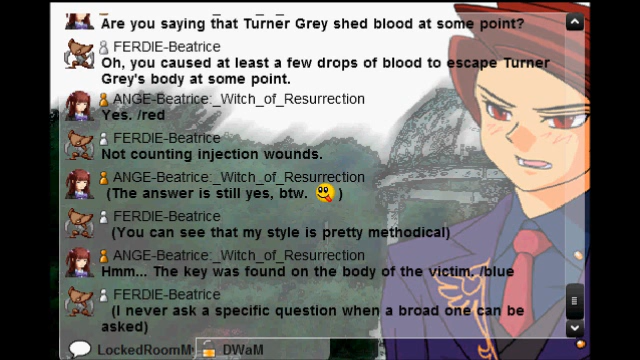 Are you saying that Turner Grey shed blood at some point?
FERDIE-Beatrice
Oh, you caused at least a few drops of blood to escape Turner
Grey's body at some point.
ANGE-Beatrice:_Witch_of_Resurrection
Yes. /red
FERDIE-Beatrice
Not counting injection wounds.
ANGE-Beatrice:_Witch_of_Resurrection
(The answer is still yes, btw. )
FERDIE-Beatrice
(You can see that my style is pretty methodical)
ANGE-Beatrice:_Witch_of_Resurrection
Hmm... The key was found on the body of the victim. /blue
FERDIE-Beatrice
(I never ask a specific question when a broad one can be
asked)
LockedRoomMy DWaM